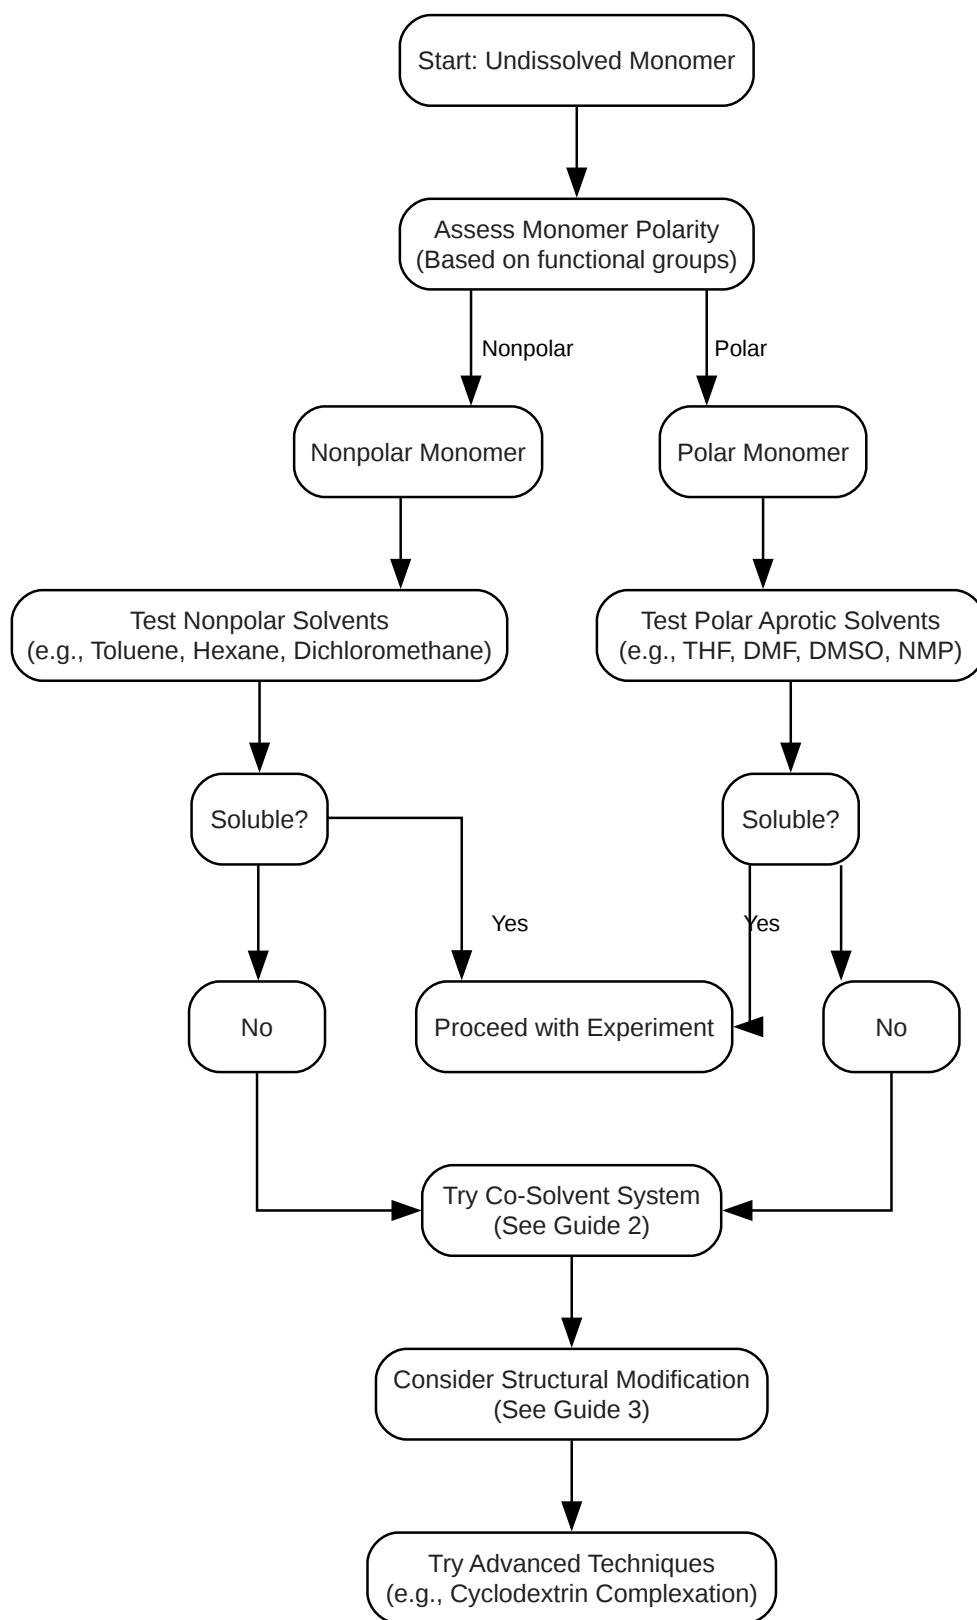 Start: Undissolved Monomer
Assess Monomer Polarity
(Based on functional groups)
Nonpolar
Polar
Nonpolar Monomer
Polar Monomer
Test Nonpolar Solvents
(e.g., Toluene, Hexane, Dichloromethane)
Test Polar Aprotic Solvents
(e.g., THF, DMF, DMSO, NMP)
Soluble?
Soluble?
Yes
Yes
No
Proceed with Experiment
No
Try Co-Solvent System
(See Guide 2)
Consider Structural Modification
(See Guide 3)
Try Advanced Techniques
(e.g., Cyclodextrin Complexation)